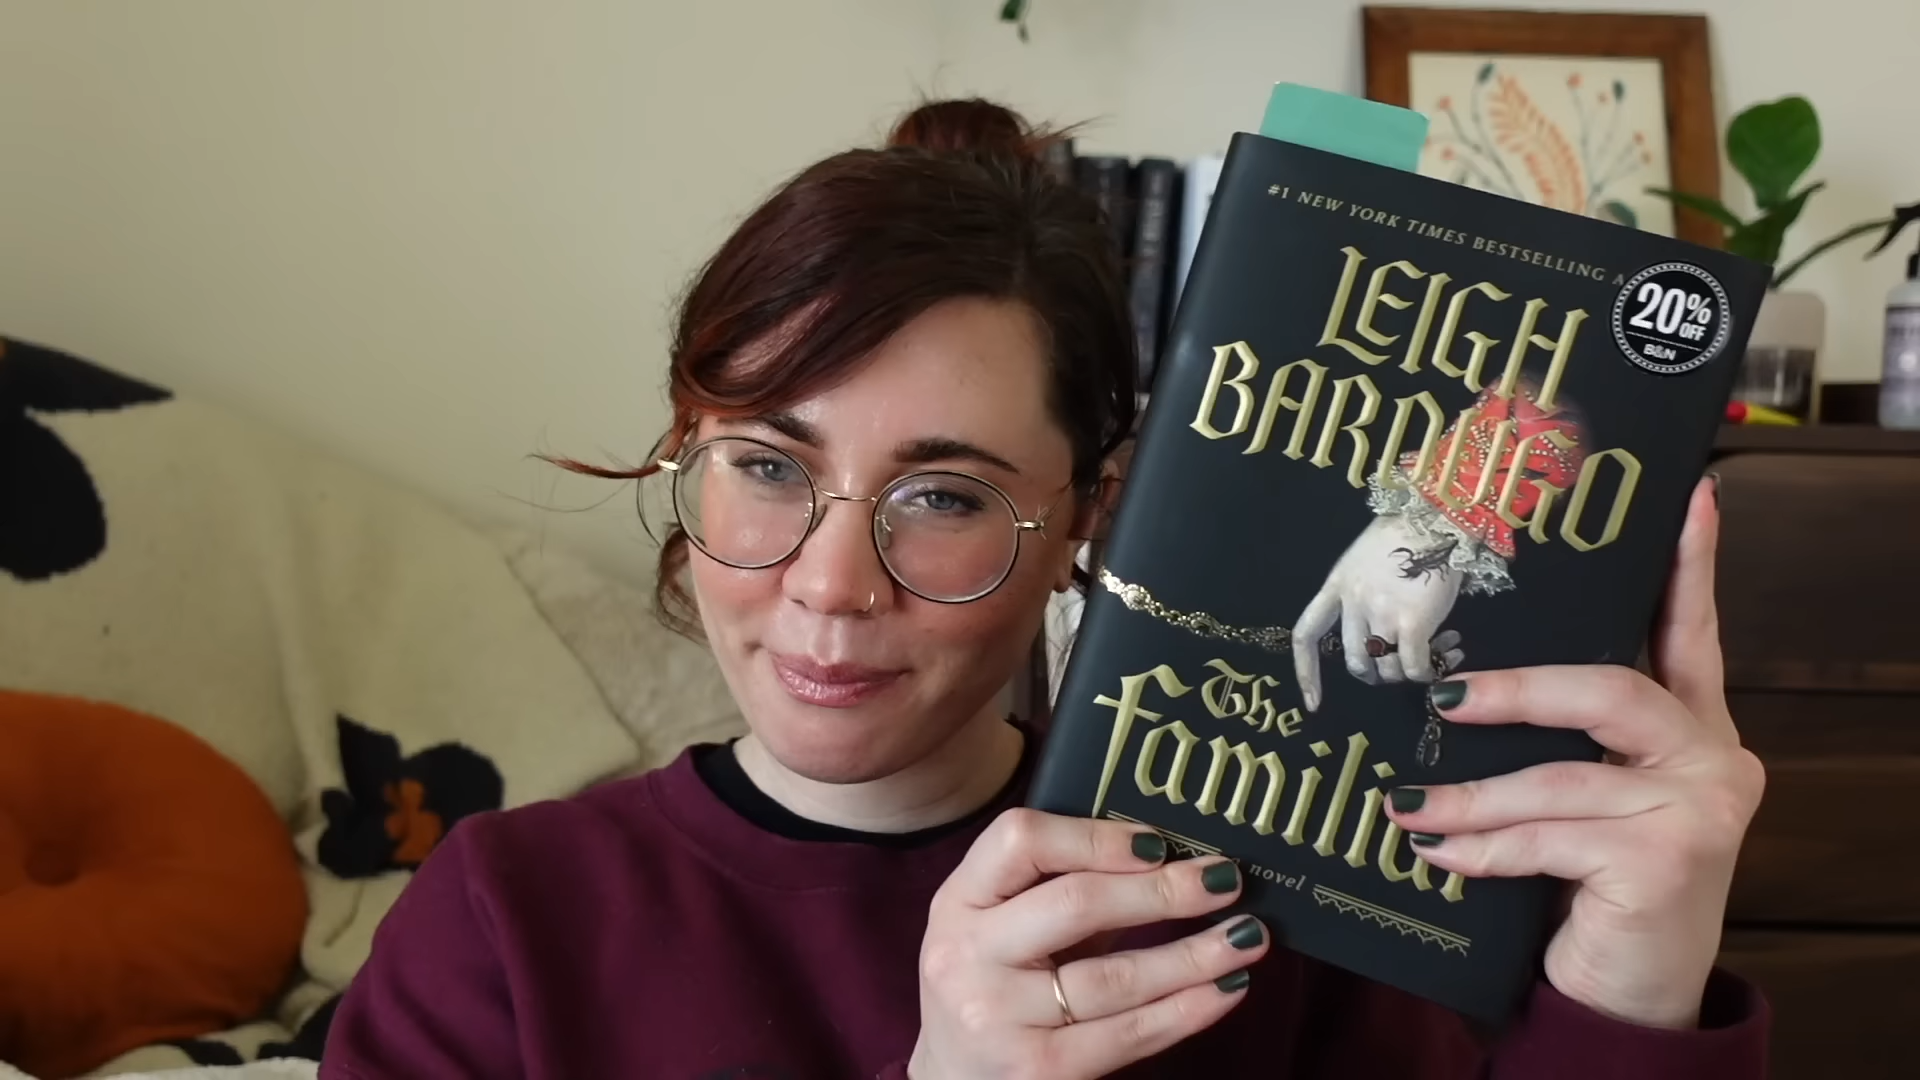 #1 NEW YORK TIMES BESTSELLING A
LEIGH
BARDUGO
20%
OFF
B&N
The
familiar
novel